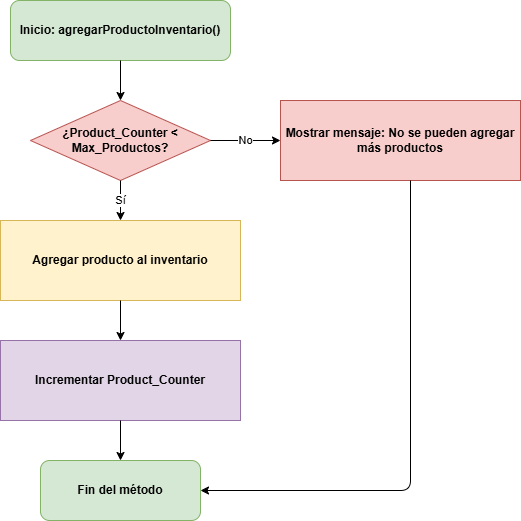 Inicio: agregarProductoInventario()
¿Product_Counter <
Max_Productos?
No
Mostrar mensaje: No se pueden agregar
más productos
Sí
Agregar producto al inventario
Incrementar Product_Counter
Fin del método